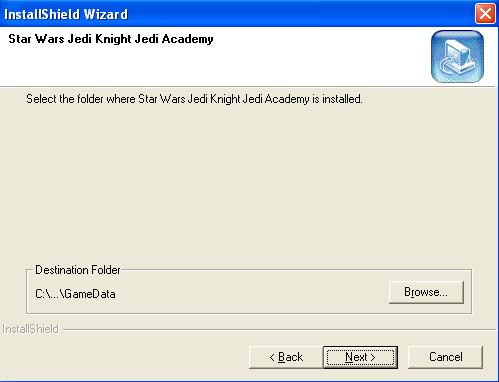 InstallShield Wizard
Star Wars Jedi Knight Jedi Academy
Select the folder where Star Wars Jedi Knight Jedi Academy is installed.
Destination Folder
C:\...\GameData
Browse...
InstallShield
< Back
Next >
Cancel